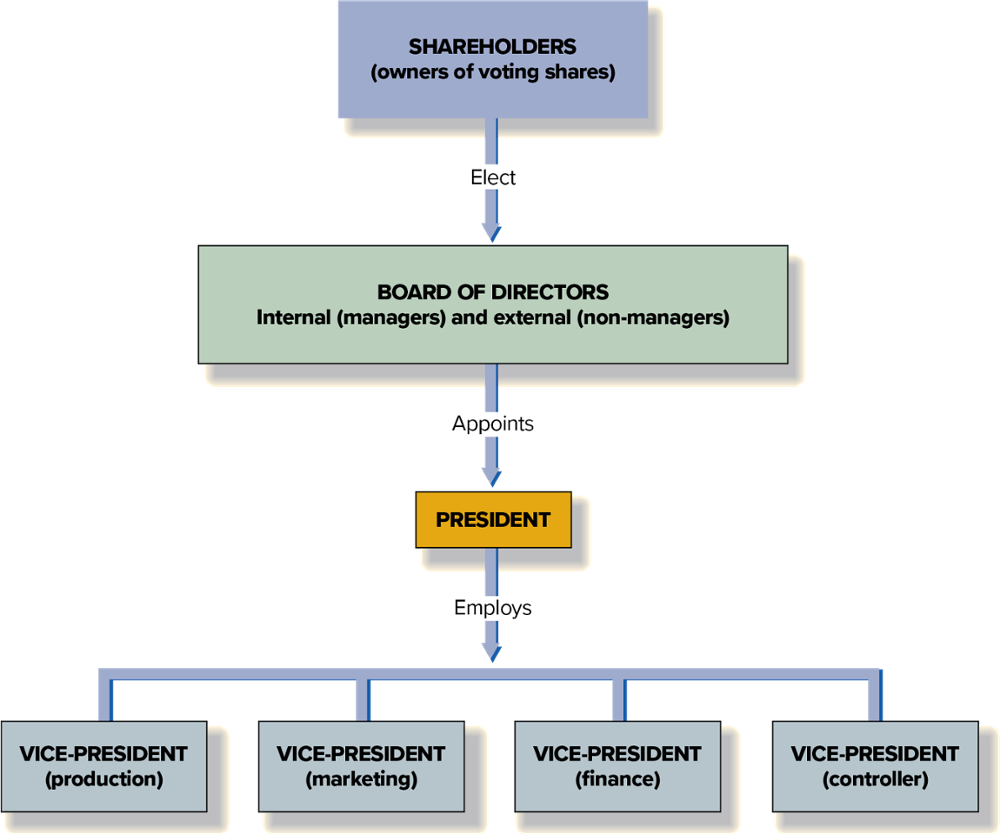 SHAREHOLDERS
(owners of voting shares)
Elect
BOARD OF DIRECTORS
Internal (managers) and external (non-managers)
Appoints
PRESIDENT
Employs
VICE-PRESIDENT
(production)
VICE-PRESIDENT
(marketing)
VICE-PRESIDENT
(finance)
VICE-PRESIDENT
(controller)